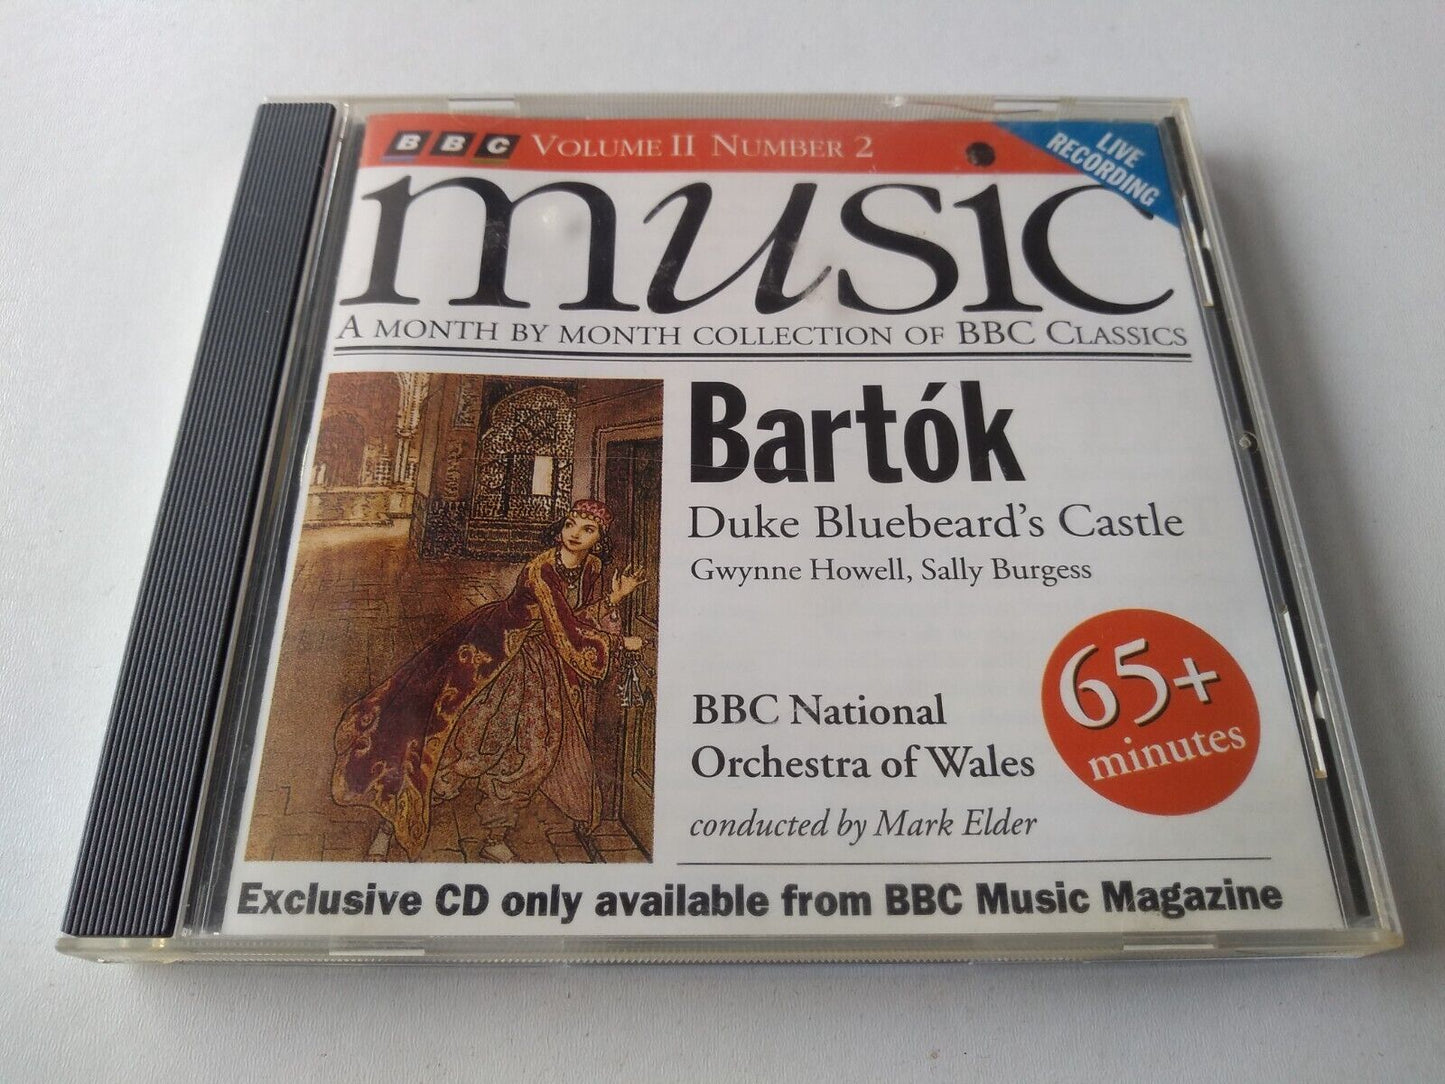 BBC VOLUME II NUMBER 2
LIVE
RECORDING
music
A MONTH BY MONTH COLLECTION OF BBC CLASSICS
Bartók
Duke Bluebeard's Castle
Gwynne Howell, Sally Burgess
65+
minutes
BBC National
Orchestra of Wales
conducted by Mark Elder
Exclusive CD only available from BBC Music Magazine